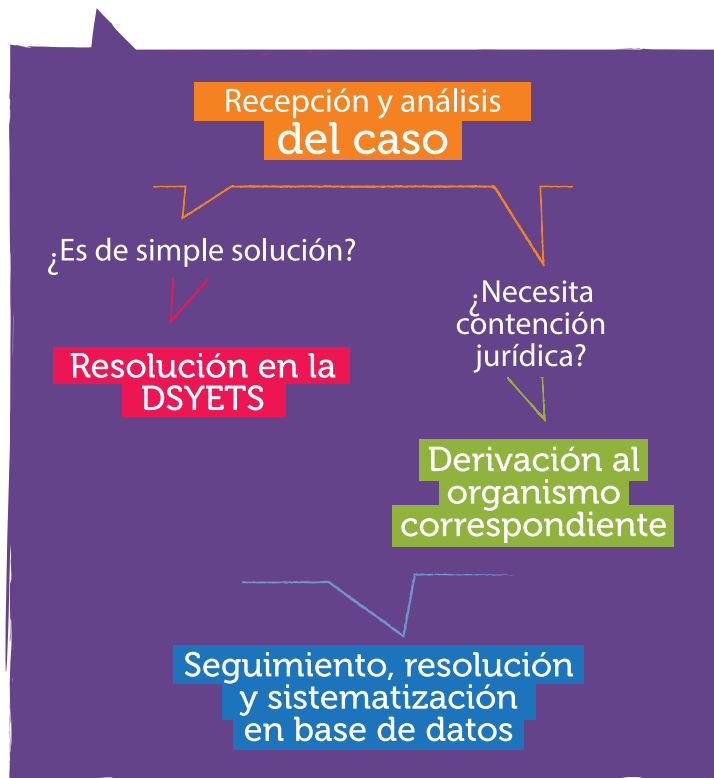 Recepción y análisis
del caso
¿Es de simple solución?
Resolución en la
DSYETS
¿Necesita
contención
jurídica?
Derivación al
organismo
correspondiente
Seguimiento, resolución
y sistematización
en base de datos